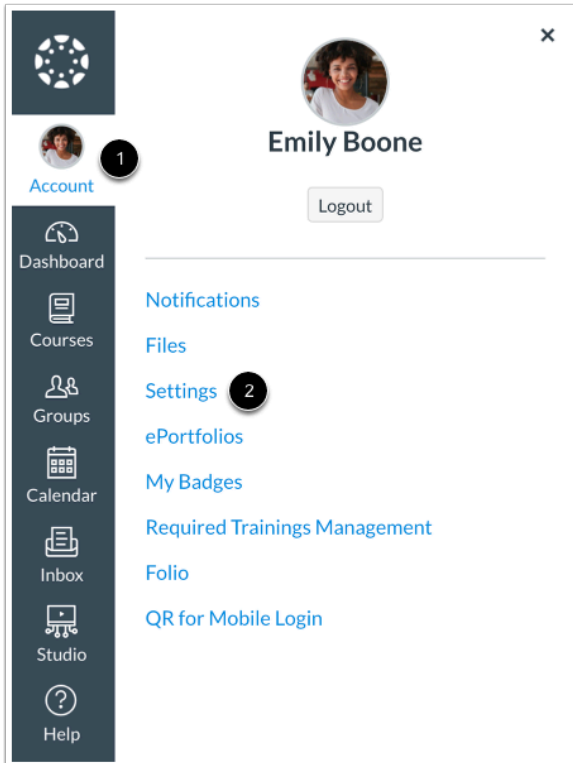 Account
1
Dashboard
Courses
Groups
Calendar
Inbox
Studio
Help
×
Emily Boone
Logout
Notifications
Files
Settings 2
ePortfolios
My Badges
Required Trainings Management
Folio
QR for Mobile Login